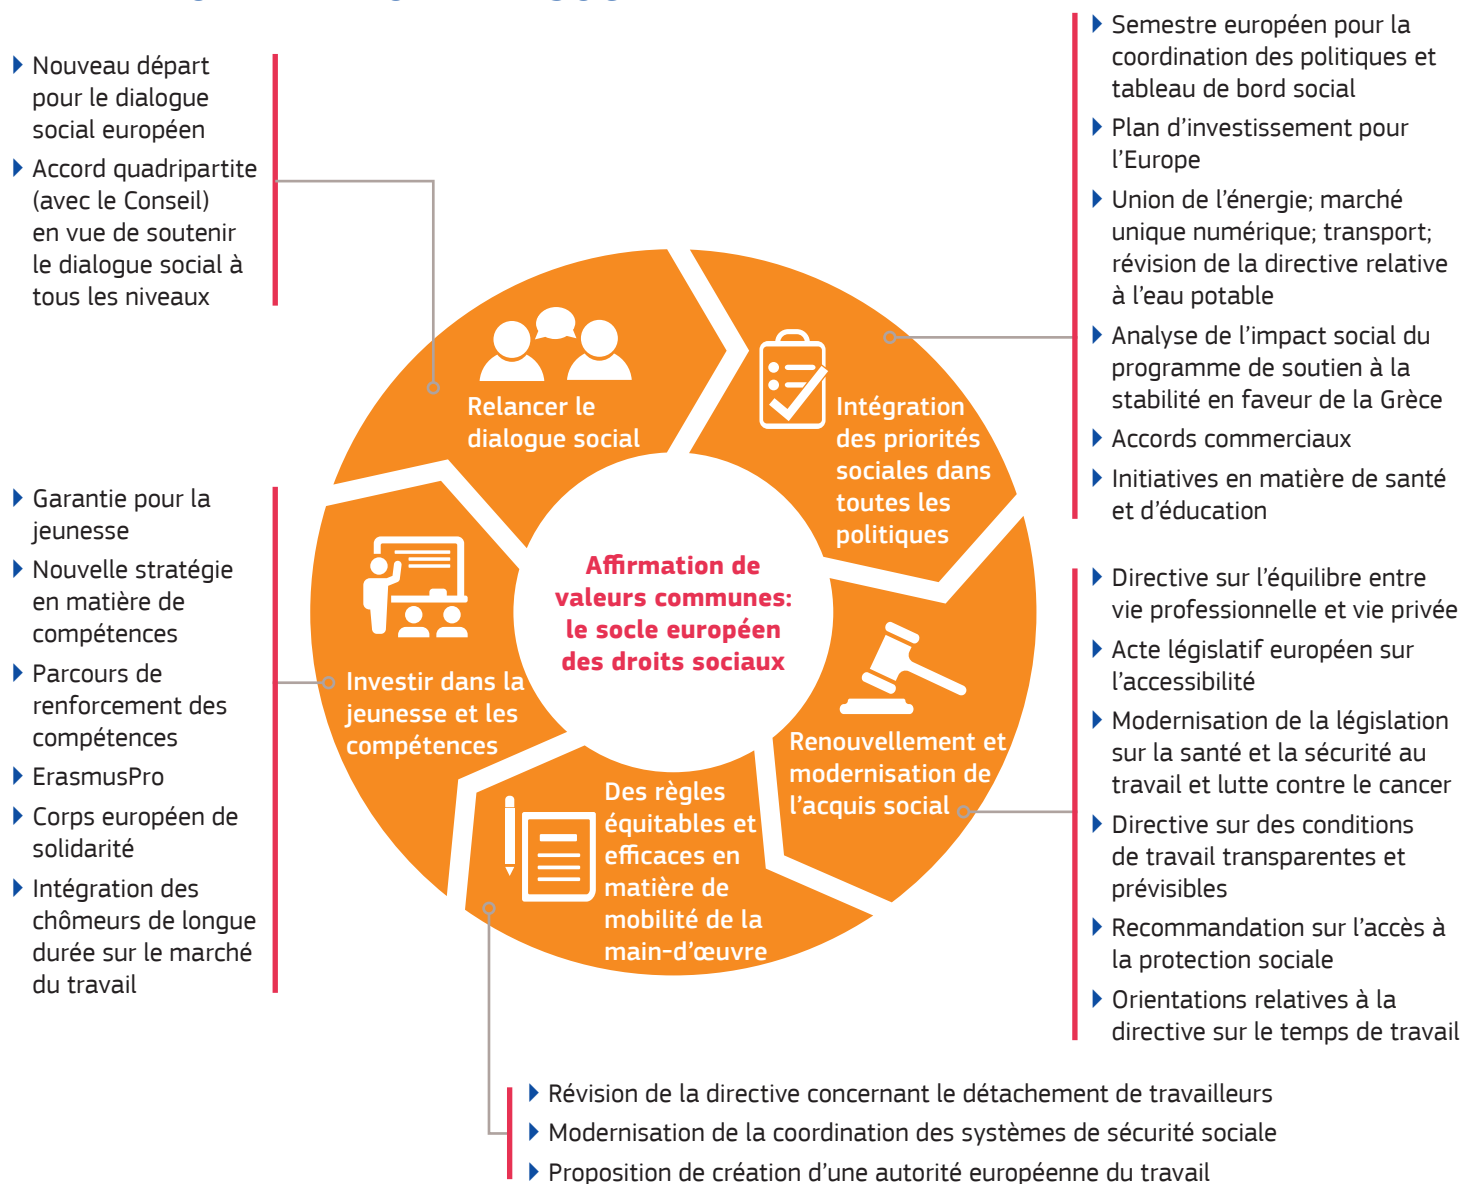 Nouveau départ
pour le dialogue
social européen
Accord quadripartite
(avec le Conseil)
en vue de soutenir
le dialogue social à
tous les niveaux
Semestre européen pour la
coordination des politiques et
tableau de bord social
Plan d’investissement pour
l’Europe
Union de l’énergie; marché
unique numérique; transport;
révision de la directive relative
à l’eau potable
Analyse de l’impact social du
programme de soutien à la
stabilité en faveur de la Grèce
Accords commerciaux
Initiatives en matière de santé
et d’éducation
Relancer le
dialogue social
Intégration
des priorités
sociales dans
toutes les
politiques
Garantie pour la
jeunesse
Nouvelle stratégie
en matière de
compétences
Parcours de
renforcement des
compétences
ErasmusPro
Corps européen de
solidarité
Intégration des
chômeurs de longue
durée sur le marché
du travail
Affirmation de
valeurs communes:
le socle européen
des droits sociaux
Investir dans la
jeunesse et les
compétences
Renouvellement et
modernisation de
l’acquis social
Des règles
équitables et
efficaces en
matière de
mobilité de la
main-d’œuvre
Directive sur l’équilibre entre
vie professionnelle et vie privée
Acte législatif européen sur
l’accessibilité
Modernisation de la législation
sur la santé et la sécurité au
travail et lutte contre le cancer
Directive sur des conditions
de travail transparentes et
prévisibles
Recommandation sur l’accès à
la protection sociale
Orientations relatives à la
directive sur le temps de travail
Révision de la directive concernant le détachement de travailleurs
Modernisation de la coordination des systèmes de sécurité sociale
Proposition de création d’une autorité européenne du travail